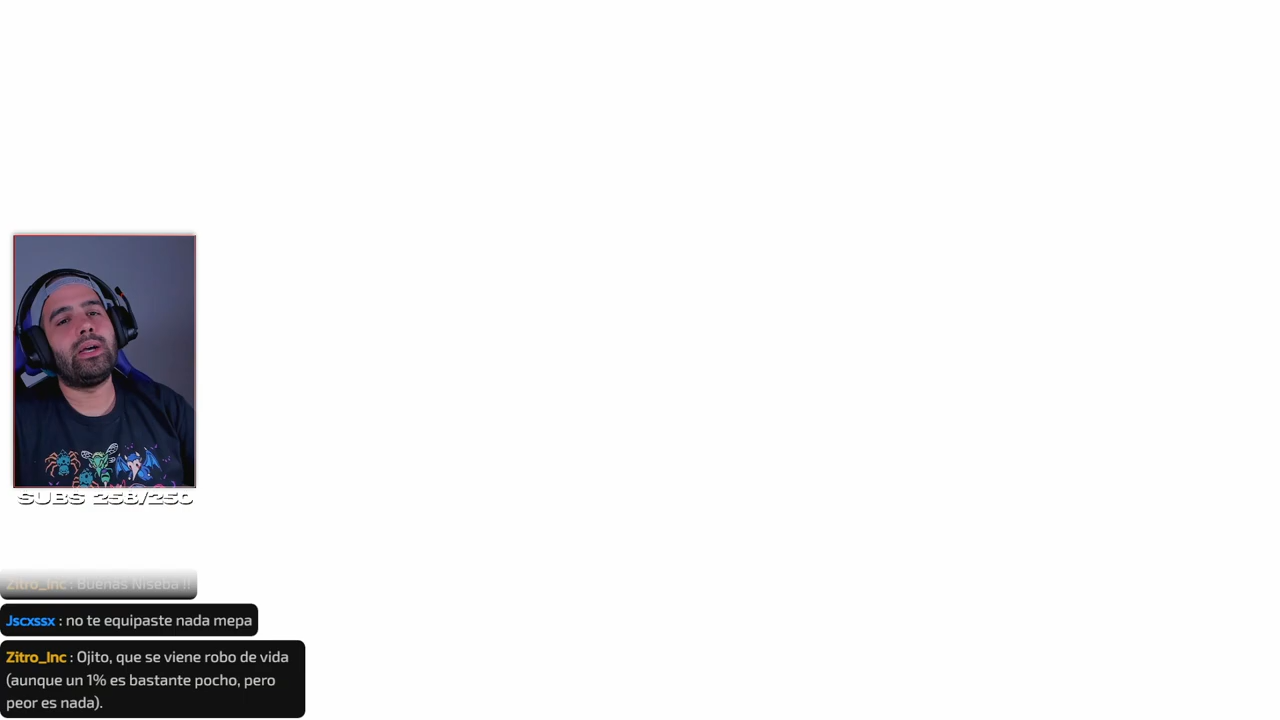 SUBS 258/250
Zitro_Inc : Buenas Niseba !!
Jscxssx : no te equipaste nada mepa
Zitro_Inc : Ojito, que se viene robo de vida
(aunque un 1% es bastante pocho, pero
peor es nada).